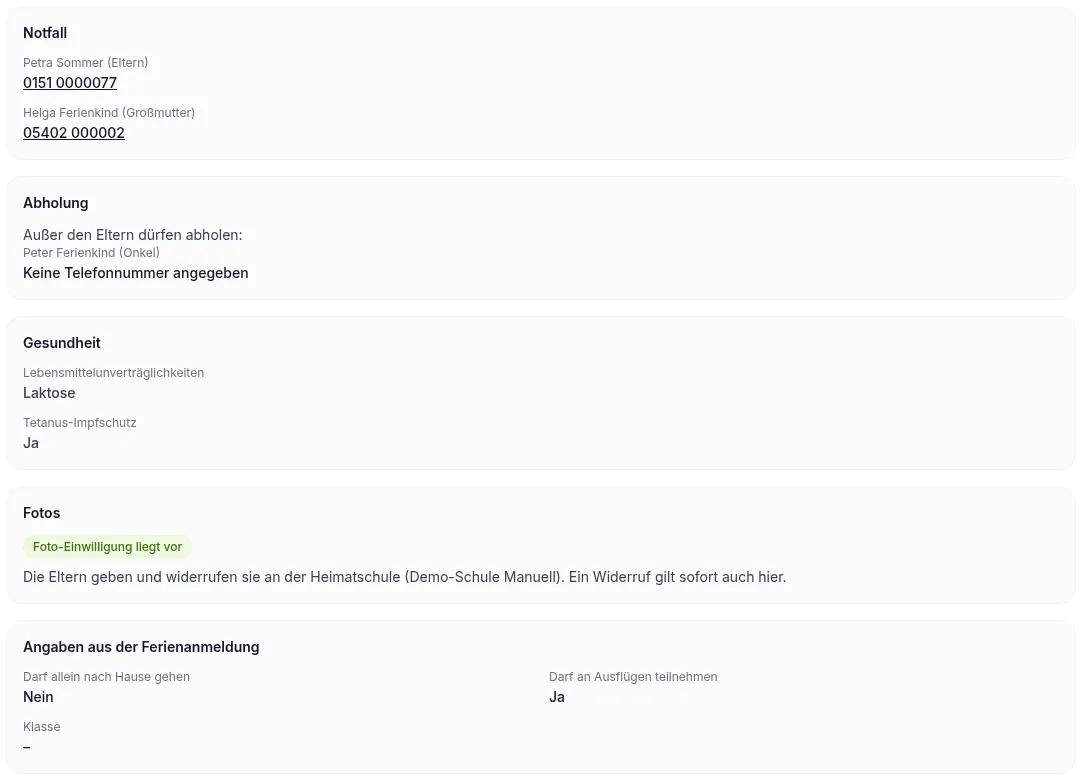 Notfall
Petra Sommer (Eltern)
0151 0000077
Helga Ferienkind (Großmutter)
05402 000002
Abholung
Außer den Eltern dürfen abholen:
Peter Ferienkind (Onkel)
Keine Telefonnummer angegeben
Gesundheit
Lebensmittelunverträglichkeiten
Laktose
Tetanus-Impfschutz
Ja
Fotos
Foto-Einwilligung liegt vor
Die Eltern geben und widerrufen sie an der Heimatschule (Demo-Schule Manuell). Ein Widerruf gilt sofort auch hier.
Angaben aus der Ferienanmeldung
Darf allein nach Hause gehen
Nein
Darf an Ausflügen teilnehmen
Ja
Klasse
–